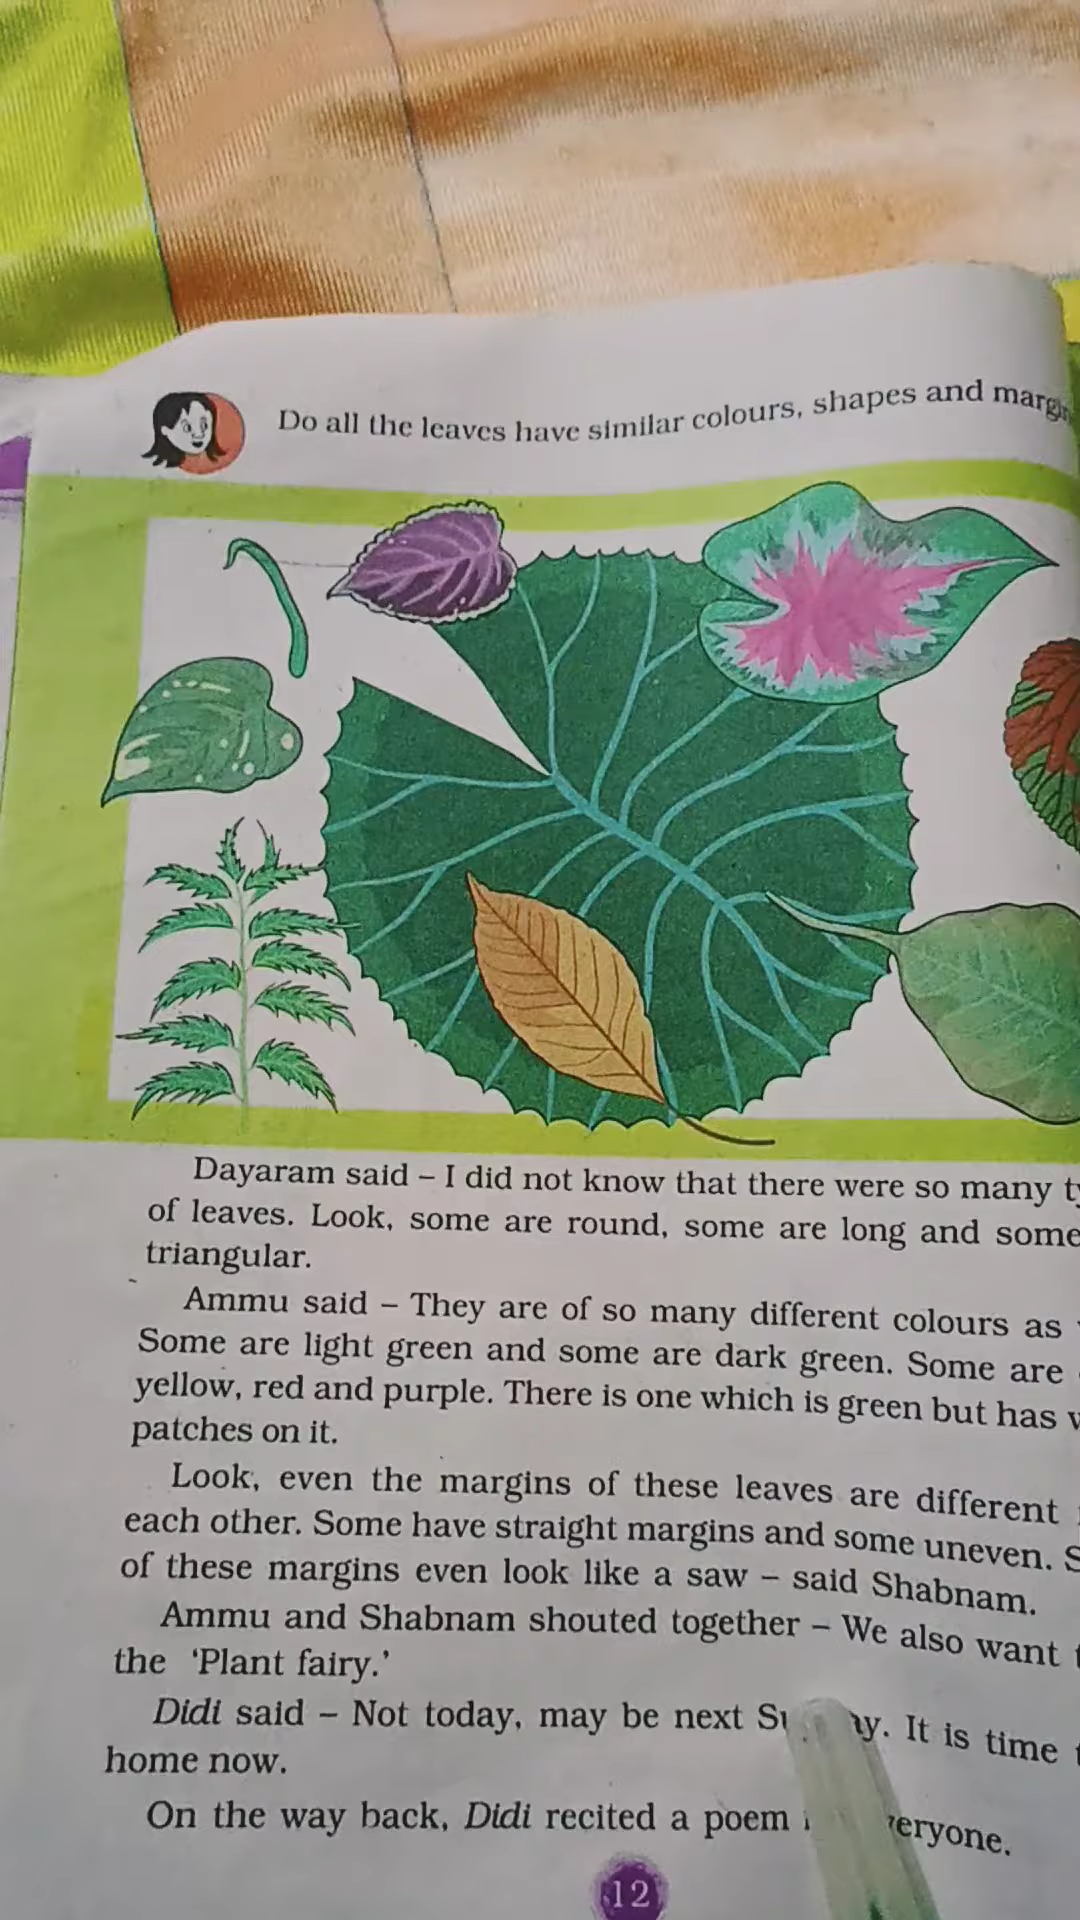 Do all the leaves have similar colours, shapes and
Dayaram said – I did not know that there were so many
of leaves. Look, some are round, some are long and some
triangular.
Ammu said – They are of so many different colours as
Some are light green and some are dark green. Some are
yellow, red and purple. There is one which is green but has
patches on it.
Look, even the margins of these leaves are different
each other. Some have straight margins and some uneven.
of these margins even look like a saw – said Shabnam.
Ammu and Shabnam shouted together – We also want
the 'Plant fairy.'
Didi said – Not today, may be next It is time
home now.
On the way back, Didi recited a poem
12